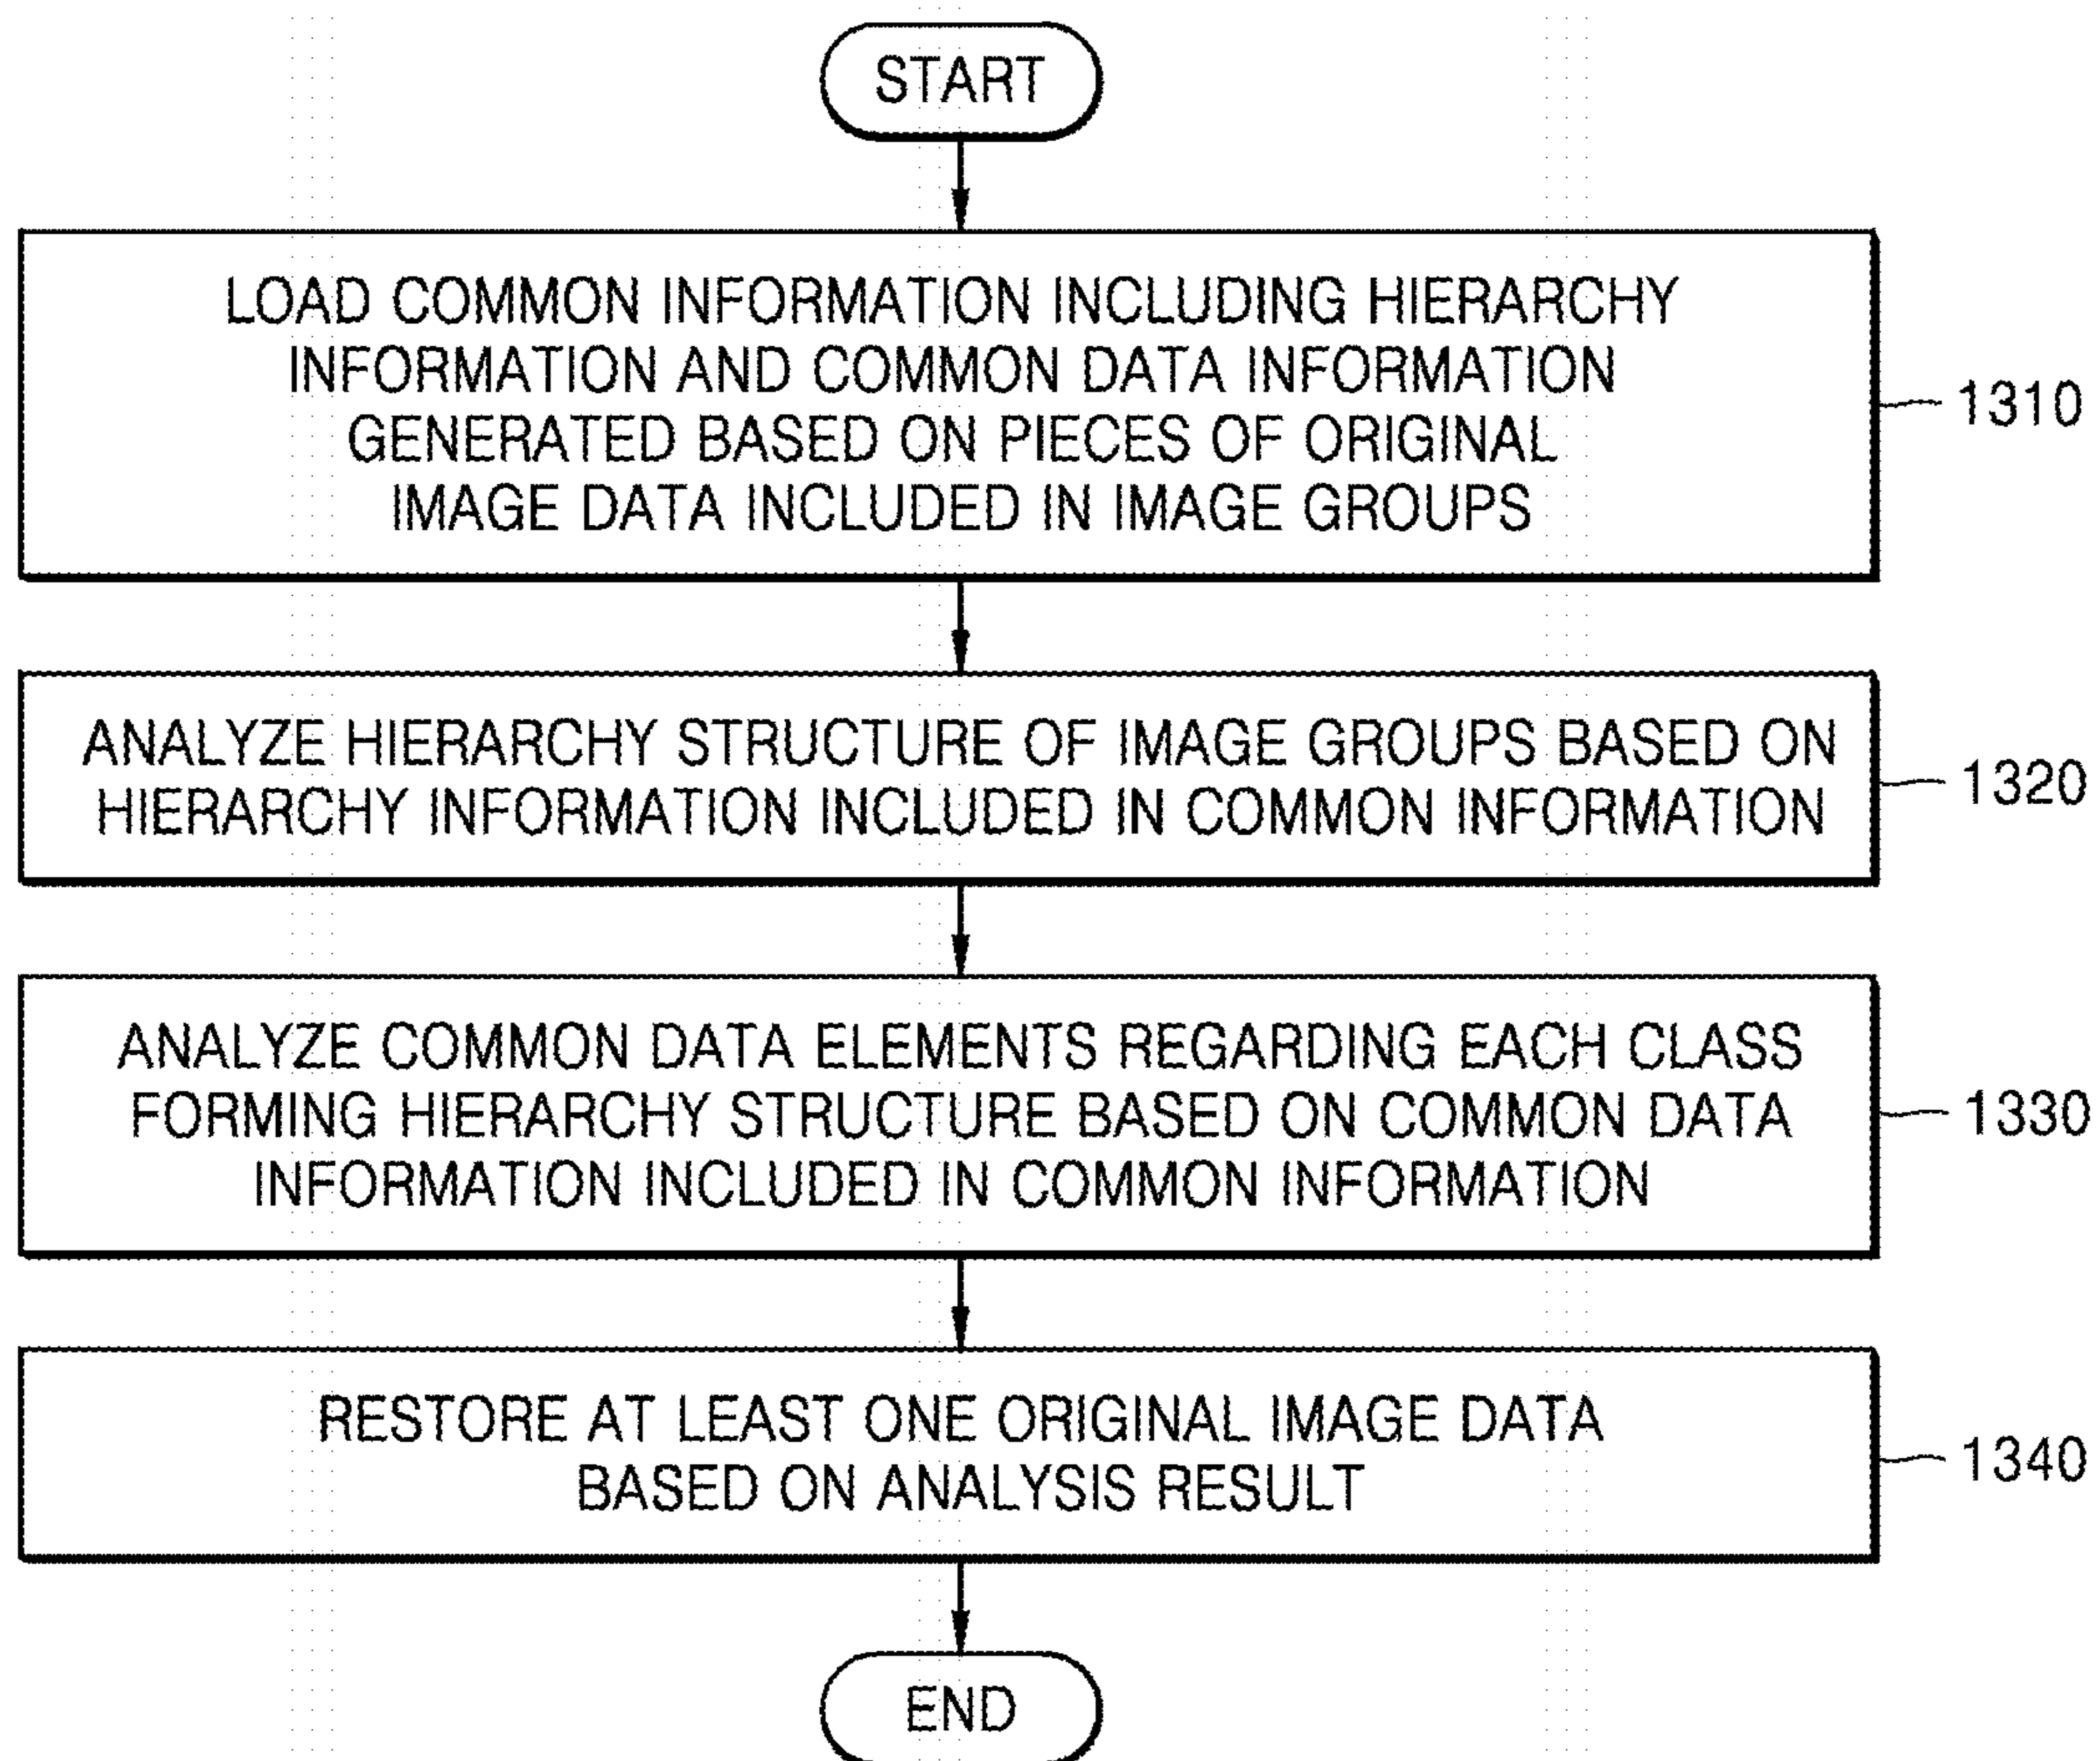 START
LOAD COMMON INFORMATION INCLUDING HIERARCHY
INFORMATION AND COMMON DATA INFORMATION
GENERATED BASED ON PIECES OF ORIGINAL
IMAGE DATA INCLUDED IN IMAGE GROUPS
1310
ANALYZE HIERARCHY STRUCTURE OF IMAGE GROUPS BASED ON
HIERARCHY INFORMATION INCLUDED IN COMMON INFORMATION
1320
ANALYZE COMMON DATA ELEMENTS REGARDING EACH CLASS
FORMING HIERARCHY STRUCTURE BASED ON COMMON DATA
INFORMATION INCLUDED IN COMMON INFORMATION
1330
RESTORE AT LEAST ONE ORIGINAL IMAGE DATA
BASED ON ANALYSIS RESULT
1340
END